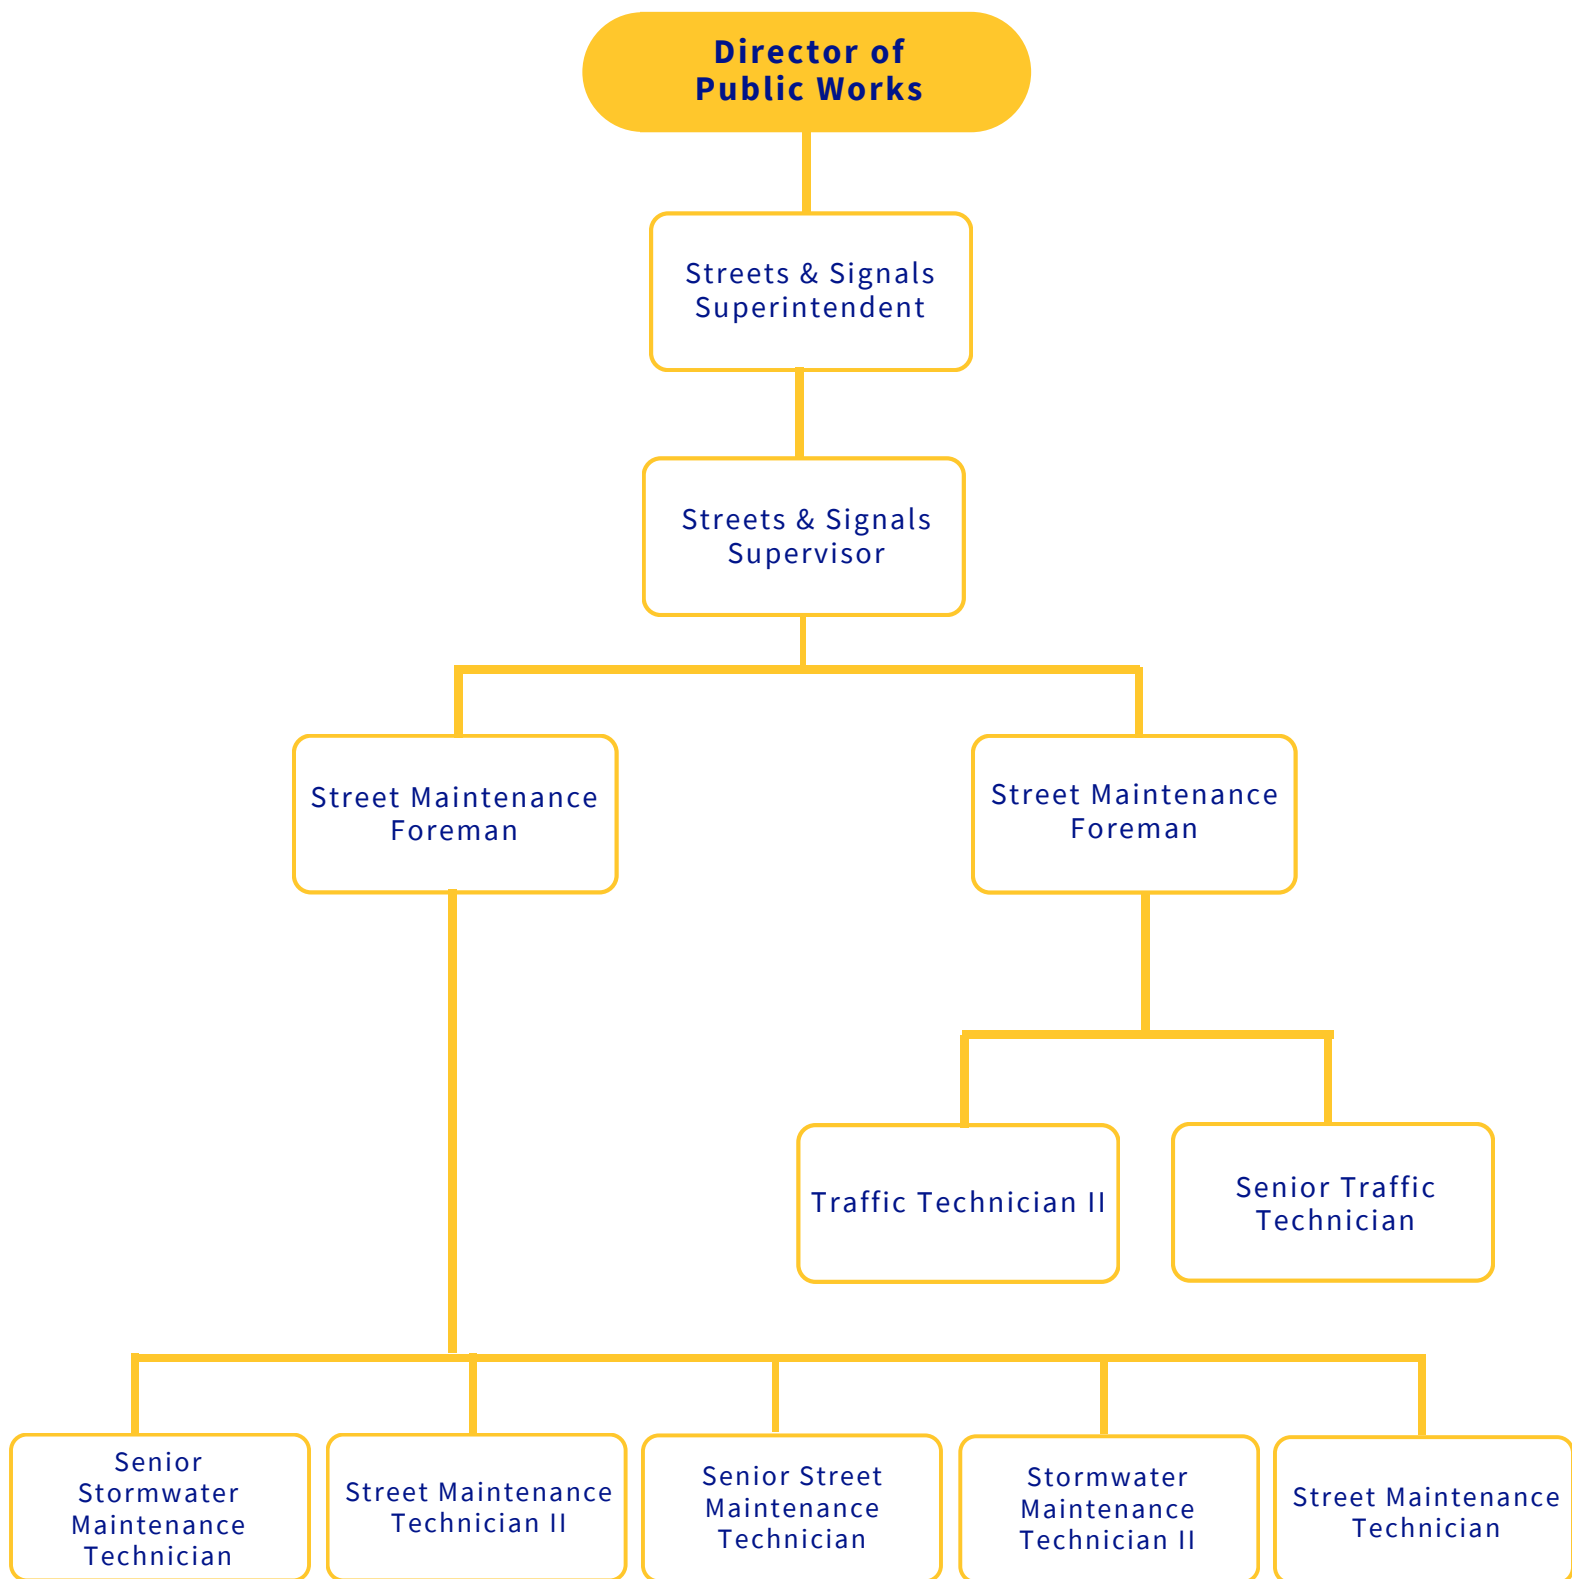 Director of
Public Works
Streets & Signals
Superintendent
Streets & Signals
Supervisor
Street Maintenance
Foreman
Street Maintenance
Foreman
Traffic Technician II
Senior Traffic
Technician
Senior
Stormwater
Maintenance
Technician
Street Maintenance
Technician II
Senior Street
Maintenance
Technician
Stormwater
Maintenance
Technician II
Street Maintenance
Technician